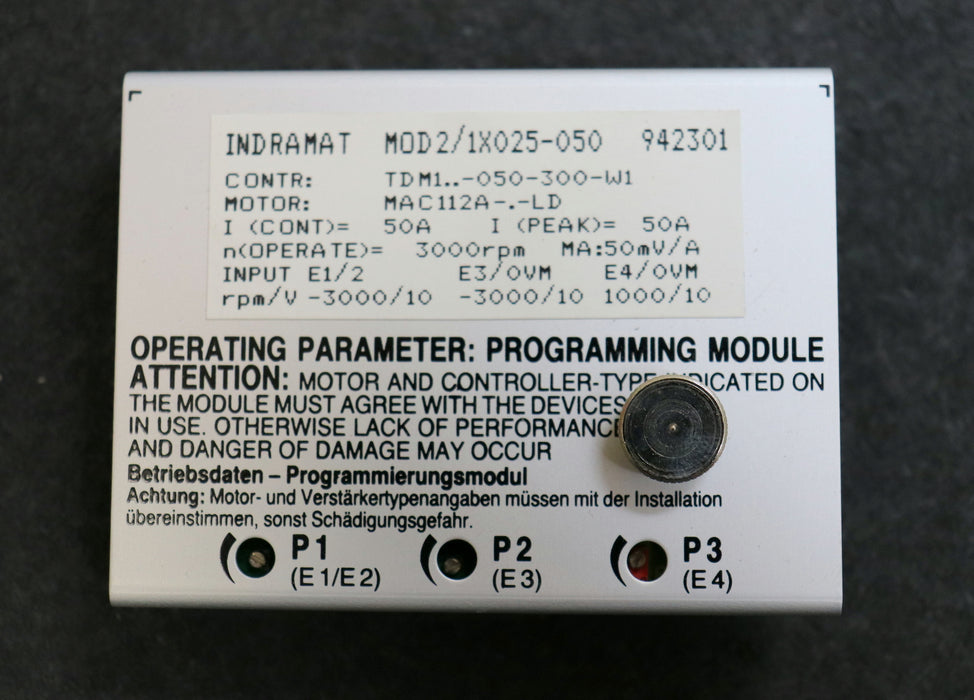 INDRAMAT MOD2/1X025-050 942301
CONTR: TDM1..-050-300-W1
MOTOR: MAC112A-.-LD
I (CONT)= 50A I (PEAK)= 50A
n(OPERATE)= 3000rpm MA:50mV/A
INPUT E1/2 E3/0VM E4/0VM
rpm/V -3000/10 -3000/10 1000/10
OPERATING PARAMETER: PROGRAMMING MODULE
ATTENTION: MOTOR AND CONTROLLER-TYPE ON
THE MODULE MUST AGREE WITH THE DEVICES
IN USE. OTHERWISE LACK OF PERFORMANCE
AND DANGER OF DAMAGE MAY OCCUR
Betriebsdaten – Programmierungsmodul
Achtung: Motor- und Verstärkertypenangaben müssen mit der Installation
übereinstimmen, sonst Schädigungsgefahr.
P1 P2 P3
(E1/E2) (E3) (E4)